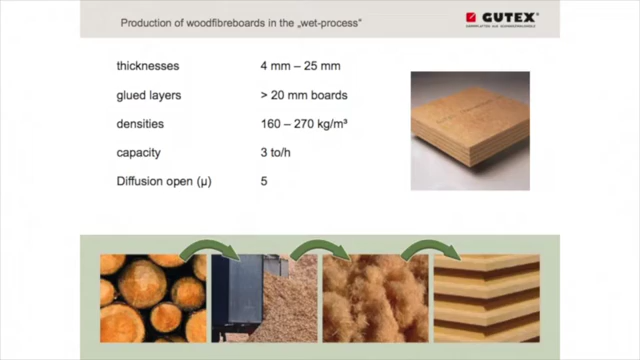 Production of woodfibreboards in the „wet-process“
GUTEX®
thicknesses 4 mm – 25 mm
glued layers > 20 mm boards
densities 160 – 270 kg/m³
capacity 3 to/h
Diffusion open (µ) 5